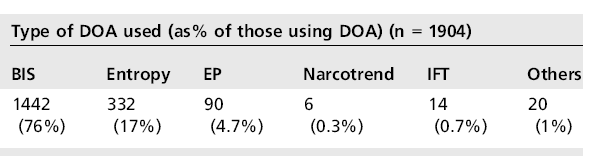 Type of DOA used (as% of those using DOA) (n = 1904)
BIS Entropy EP Narcotrend IFT Others
1442 332 90 6 14 20
(76%) (17%) (4.7%) (0.3%) (0.7%) (1%)